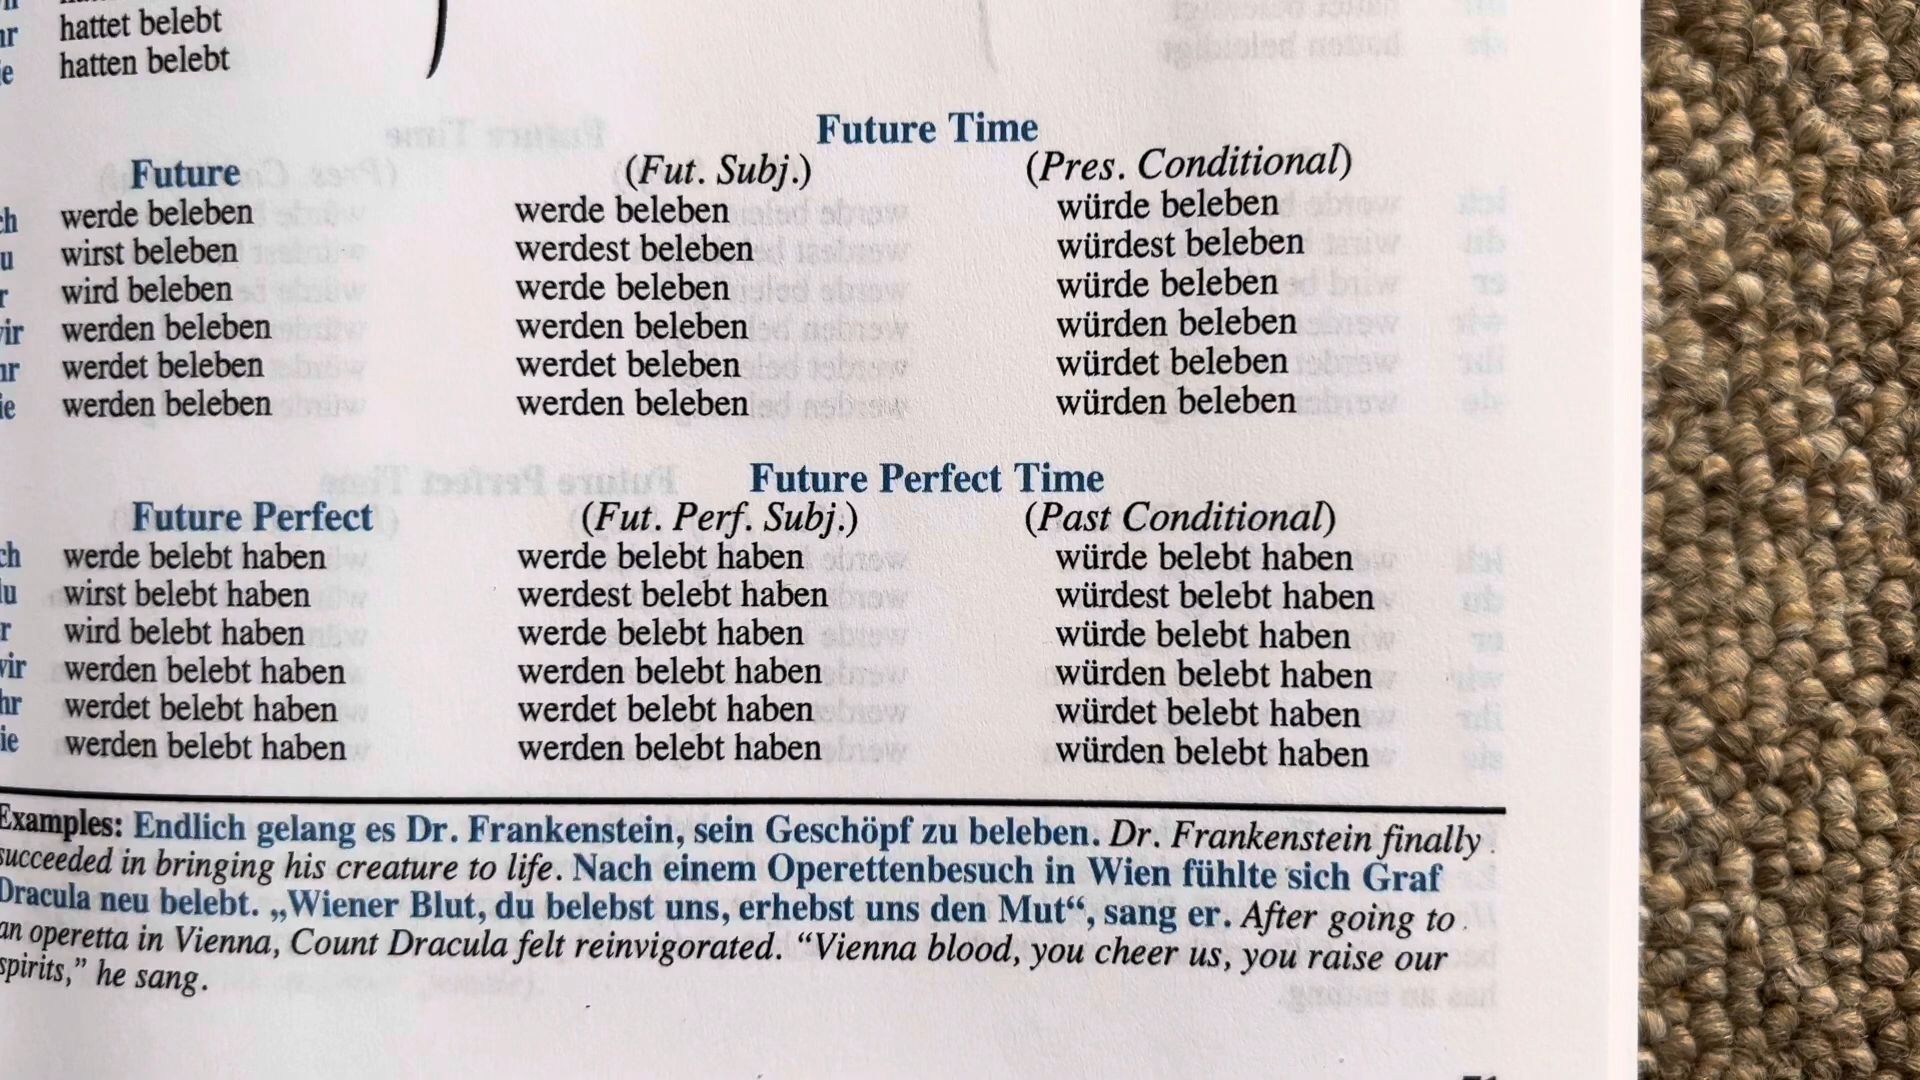 hattet belebt
hatten belebt
Future Time
Future (Fut. Subj.) (Pres. Conditional)
werde beleben werde beleben würde beleben
wirst beleben werdest beleben würdest beleben
wird beleben werde beleben würde beleben
werden beleben werden beleben würden beleben
werdet beleben werdet beleben würdet beleben
werden beleben werden beleben würden beleben
Future Perfect Time
Future Perfect (Fut. Perf. Subj.) (Past Conditional)
werde belebt haben werde belebt haben würde belebt haben
wirst belebt haben werdest belebt haben würdest belebt haben
wird belebt haben werde belebt haben würde belebt haben
werden belebt haben werden belebt haben würden belebt haben
werdet belebt haben werdet belebt haben würdet belebt haben
werden belebt haben werden belebt haben würden belebt haben
Examples: Endlich gelang es Dr. Frankenstein, sein Geschöpf zu beleben. Dr. Frankenstein finally
succeeded in bringing his creature to life. Nach einem Operettenbesuch in Wien fühlte sich Graf
Dracula neu belebt. „Wiener Blut, du belebst uns, erhebst uns den Mut“, sang er. After going to
an operetta in Vienna, Count Dracula felt reinvigorated. “Vienna blood, you cheer us, you raise our
spirits,” he sang.